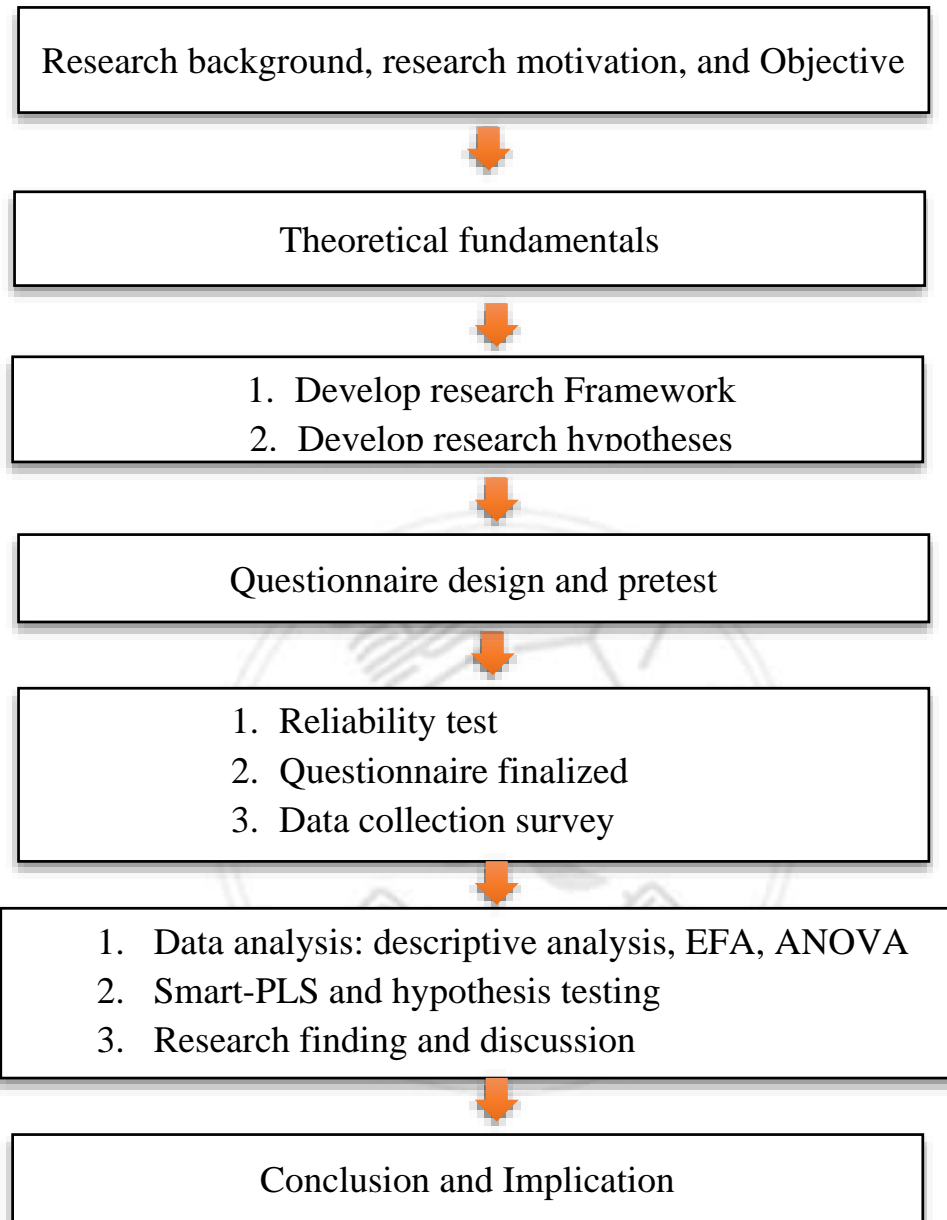 Research background, research motivation, and Objective
Theoretical fundamentals
1. Develop research Framework
2. Develop research hypotheses
Questionnaire design and pretest
1. Reliability test
2. Questionnaire finalized
3. Data collection survey
1. Data analysis: descriptive analysis, EFA, ANOVA
2. Smart-PLS and hypothesis testing
3. Research finding and discussion
Conclusion and Implication